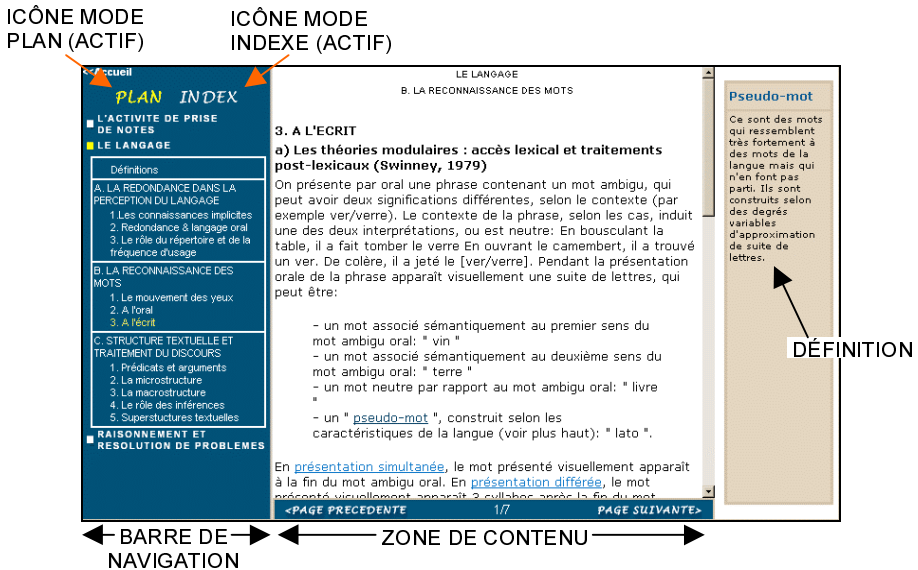 ICÔNE MODE
PLAN (ACTIF)
ICÔNE MODE
INDEXE (ACTIF)
<<Accueil
PLAN INDEX
L'ACTIVITE DE PRISE
DE NOTES
LE LANGAGE
Définitions
A. LA REDONDANCE DANS LA
PERCEPTION DU LANGAGE
1.Les connaissances implicites
2. Redondance & langage oral
3. Le rôle du répertoire et de la
fréquence d'usage
B. LA RECONNAISSANCE DES
MOTS
1. Le mouvement des yeux
2. A l'oral
3. A l'écrit
C. STRUCTURE TEXTUELLE ET
TRAITEMENT DU DISCOURS
1. Prédicats et arguments
2. La microstructure
3. La macrostructure
4. Le rôle des inférences
5. Superstuctures textuelles
RAISONNEMENT ET
RESOLUTION DE PROBLEMES
LE LANGAGE
B. LA RECONNAISSANCE DES MOTS
3. A L'ECRIT
a) Les théories modulaires : accès lexical et traitements
post-lexicaux (Swinney, 1979)
On présente par oral une phrase contenant un mot ambigu, qui
peut avoir deux significations différentes, selon le contexte (par
exemple ver/verre). Le contexte de la phrase, selon les cas, induit
une des deux interprétations, ou est neutre: En bousculant la
table, il a fait tomber le verre En ouvrant le camembert, il a trouvé
un ver. De colère, il a jeté le [ver/verre]. Pendant la présentation
orale de la phrase apparaît visuellement une suite de lettres, qui
peut être:
- un mot associé sémantiquement au premier sens du
mot ambigu oral: " vin "
- un mot associé sémantiquement au deuxième sens du
mot ambigu oral: " terre "
- un mot neutre par rapport au mot ambigu oral: " livre
"
- un " pseudo-mot ", construit selon les
caractéristiques de la langue (voir plus haut): " lato ".
En présentation simultanée, le mot présenté visuellement apparaît
à la fin du mot ambigu oral. En présentation différée, le mot
présenté visuellement apparaît 3 syllabes après la fin du mot
<PAGE PRECEDENTE 1/7 PAGE SUIVANTE>
Pseudo-mot
Ce sont des mots
qui ressemblent
très fortement à
des mots de la
langue mais qui
n'en font pas
parti. Ils sont
construits selon
des degrés
variables
d'approximation
de suite de
lettres.
DÉFINITION
BARRE DE
NAVIGATION
ZONE DE CONTENU